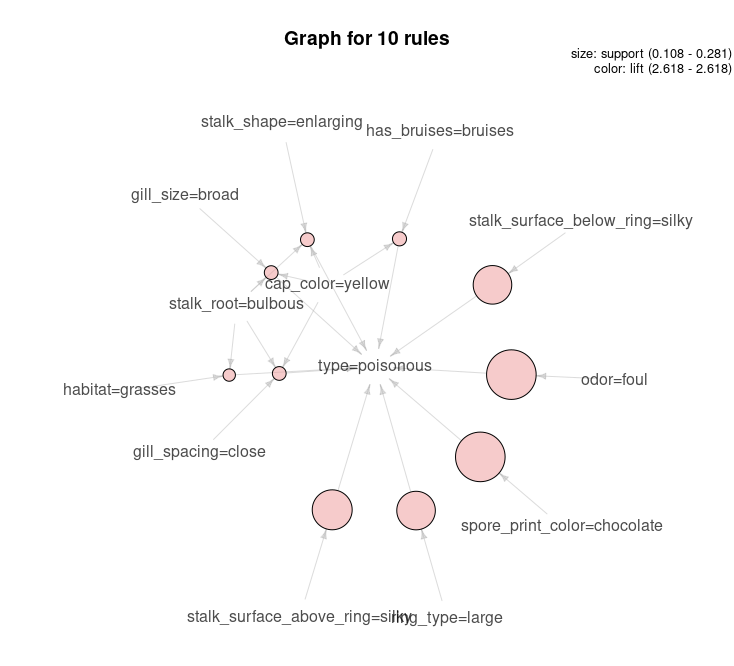 Graph for 10 rules
size: support (0.108 - 0.281)
color: lift (2.618 - 2.618)
stalk_shape=enlarging
has_bruises=bruises
gill_size=broad
stalk_surface_below_ring=silky
cap_color=yellow
stalk_root=bulbous
type=poisonous
odor=foul
habitat=grasses
gill_spacing=close
spore_print_color=chocolate
stalk_surface_above_ring=silky
ring_type=large